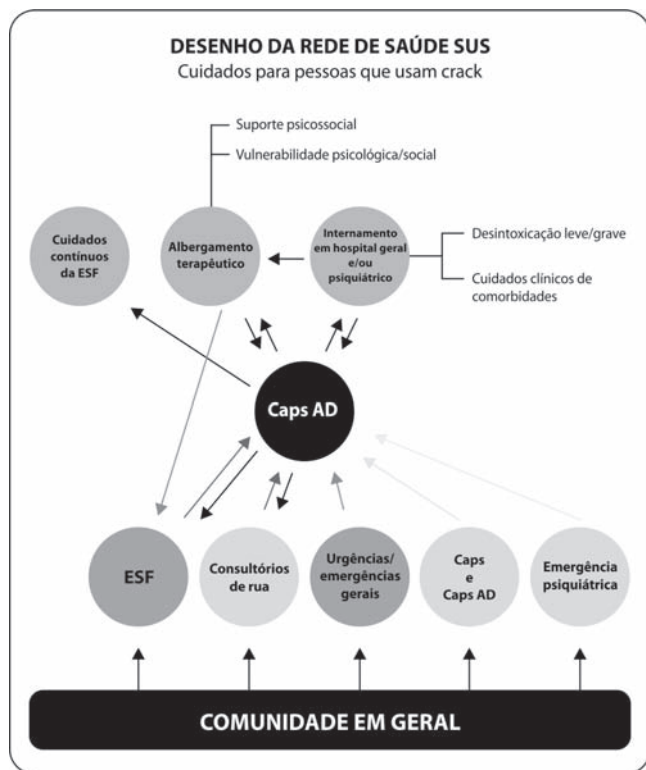 DESENHO DA REDE DE SAÚDE SUS
Cuidados para pessoas que usam crack
Suporte psicossocial
Vulnerabilidade psicológica/social
Cuidados
contínuos
da ESF
Albergamento
terapêutico
Internamento
em hospital geral
e/ou
psiquiátrico
Desintoxicação leve/grave
Cuidados clínicos de
comorbidades
Caps AD
ESF
Consultórios
de rua
Urgências/
emergências
gerais
Caps
e
Caps AD
Emergência
psiquiátrica
COMUNIDADE EM GERAL